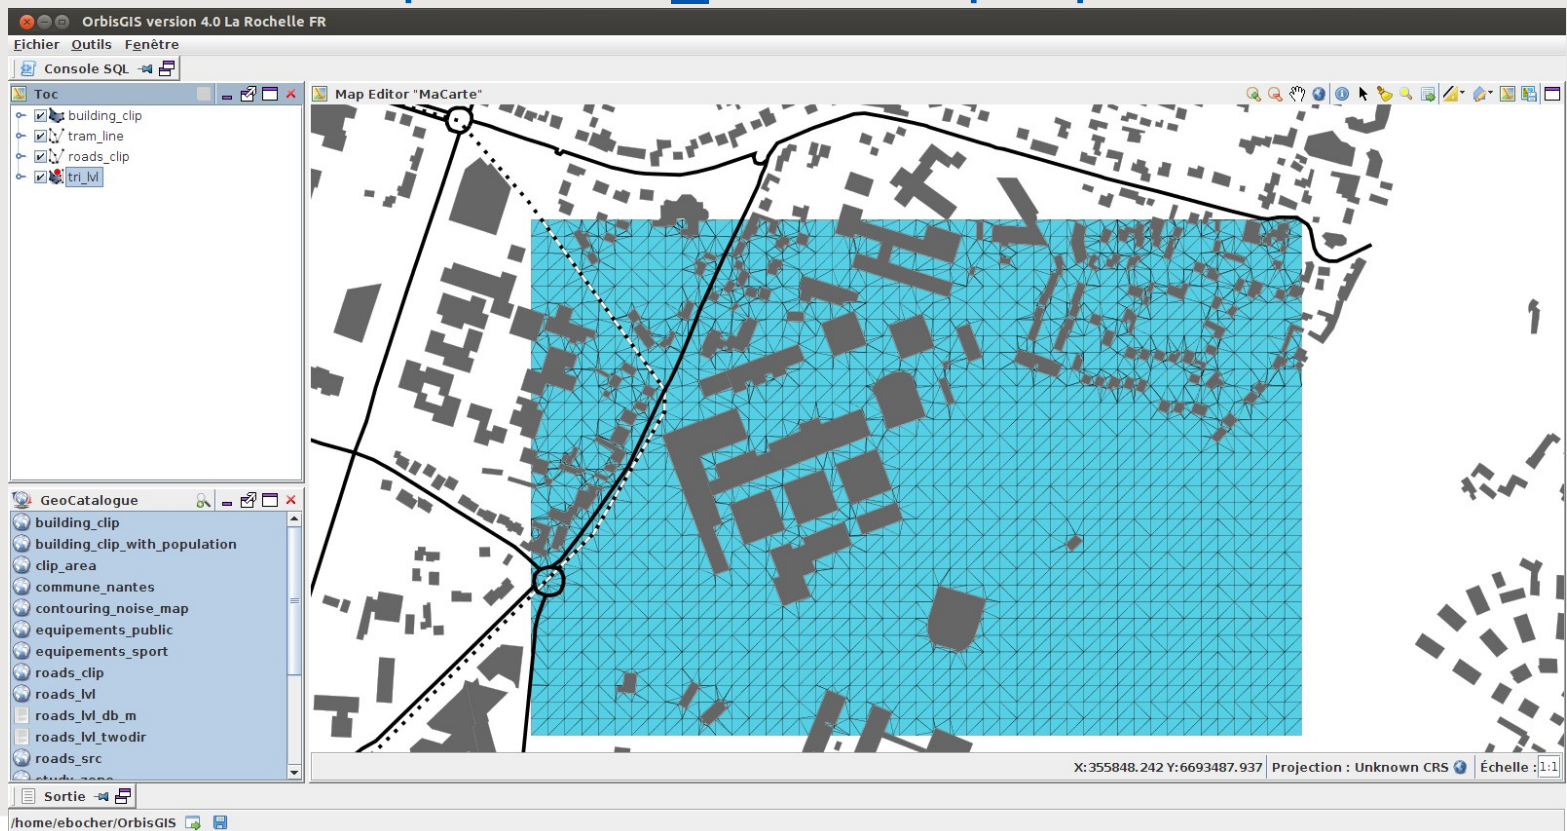 OrbisGIS version 4.0 La Rochelle FR
Fichier Outils Fenêtre
Console SQL
Toc
building_clip
tram_line
roads_clip
tri_lvl
Map Editor "MaCarte"
GeoCatalogue
building_clip
building_clip_with_population
clip_area
commune_nantes
contouring_noise_map
equipements_public
equipements_sport
roads_clip
roads_lvl
roads_lvl_db_m
roads_lvl_twodir
roads_src
study_zone
X:355848.242 Y:6693487.937 Projection : Unknown CRS Échelle : 1:1
Sortie
/home/ebocher/OrbisGIS